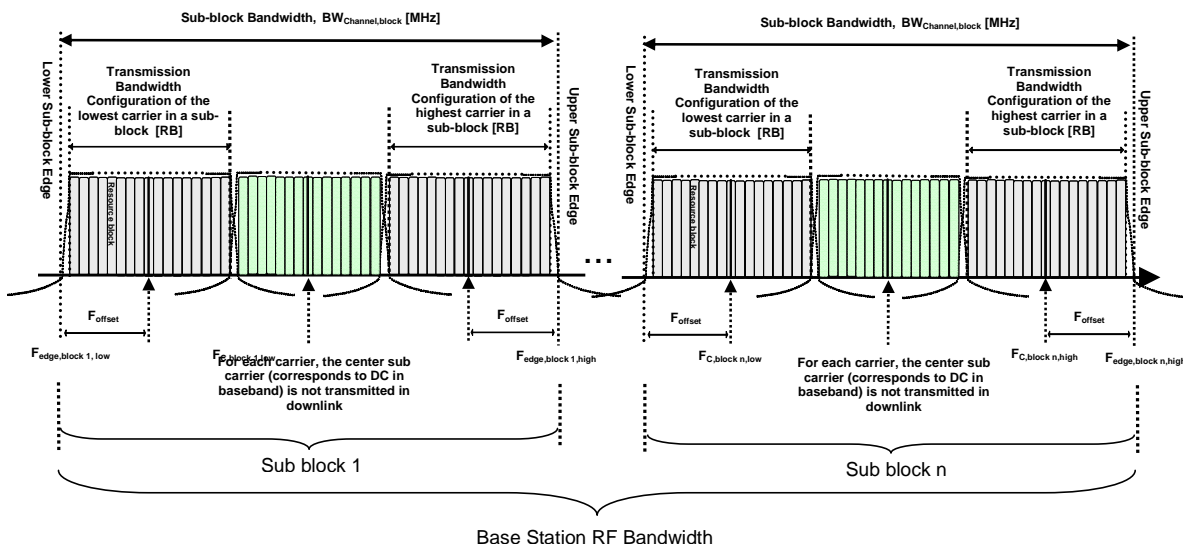 Sub-block Bandwidth, BWChannel,block [MHz]
Lower Sub-block Edge
Transmission
Bandwidth
Configuration of the
lowest carrier in a sub-
block [RB]
Transmission
Bandwidth
Configuration of
the highest carrier in a
sub-block [RB]
Upper Sub-block Edge
Resource block
...
Foffset
Foffset
Fedge,block 1, low
FC,block 1,low
Fedge,block 1,high
For each carrier, the center sub
carrier (corresponds to DC in
baseband) is not transmitted in
downlink
Sub block 1
Sub-block Bandwidth, BWChannel,block [MHz]
Lower Sub-block Edge
Transmission
Bandwidth
Configuration of the
lowest carrier in a
sub-block [RB]
Transmission
Bandwidth
Configuration of the
highest carrier in a
sub-block [RB]
Upper Sub-block Edge
Resource block
Foffset
Foffset
FC,block n,low
FC,block n,high
Fedge,block n,high
For each carrier, the center sub
carrier (corresponds to DC in
baseband) is not transmitted in
downlink
Sub block n
Base Station RF Bandwidth